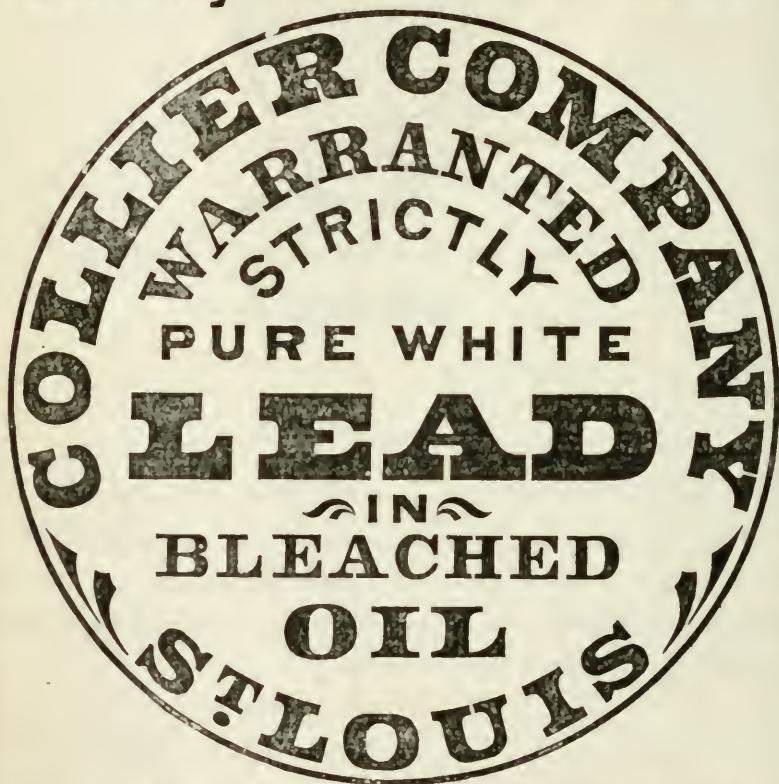 COLLIER COMPANY
WARRANTED
STRICTLY
PURE WHITE
LEAD
IN
BLEACHED
OIL
ST. LOUIS